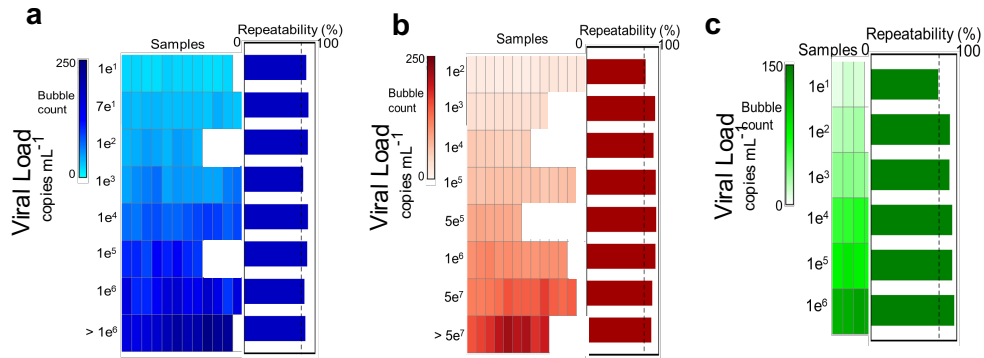 a
Samples
Repeatability (%)
0
100
250
Bubble
count
0
Viral Load
copies mL⁻¹
1e¹
7e¹
1e²
1e³
1e⁴
1e⁵
1e⁶
> 1e⁶
b
Samples
Repeatability (%)
0
100
250
Bubble
count
0
Viral Load
copies mL⁻¹
1e²
1e³
1e⁴
1e⁵
5e⁵
1e⁶
5e⁷
> 5e⁷
c
Samples
Repeatability (%)
0
100
150
Bubble
count
0
Viral Load
copies mL⁻¹
1e¹
1e²
1e³
1e⁴
1e⁵
1e⁶